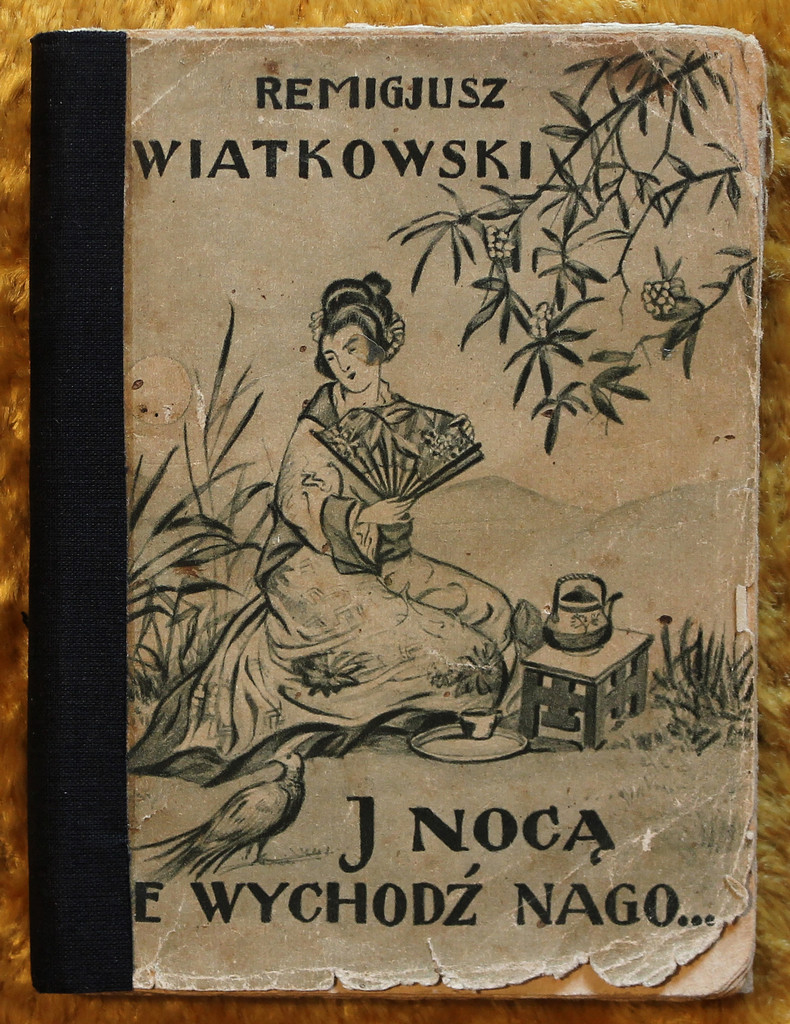 REMIGJUSZ
WIATKOWSKI
J NOCĄ
E WYCHODŹ NAGO...